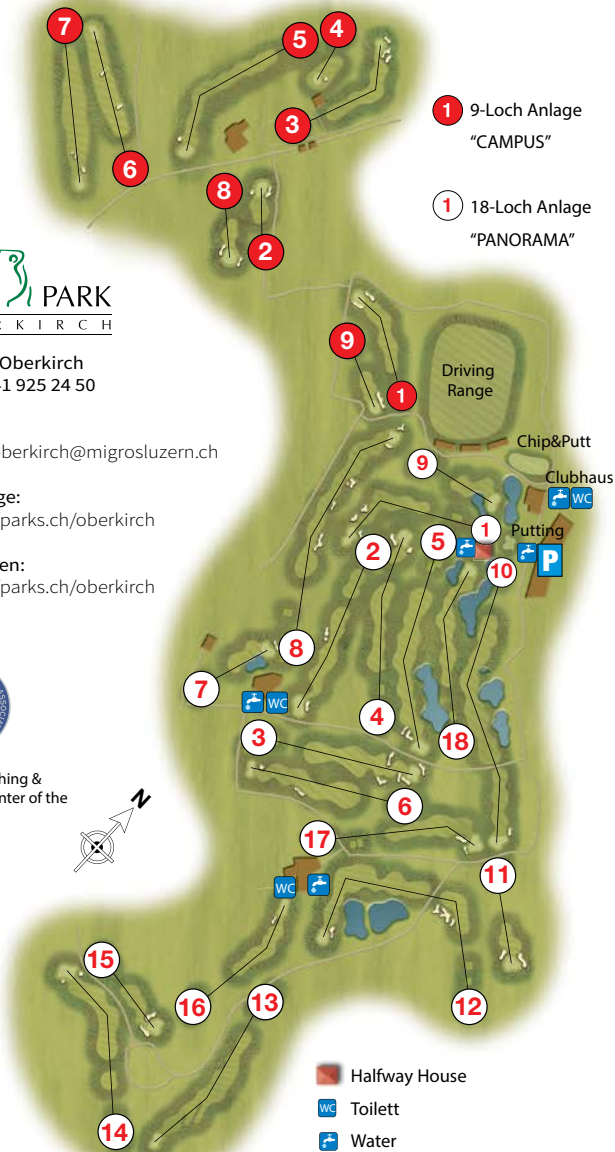 7
5
4
3
6
8
2
1 9-Loch Anlage
"CAMPUS"
1 18-Loch Anlage
"PANORAMA"
PARK
R K I R C H
Oberkirch
1 925 24 50
berkirch@migrosluzern.ch
ge:
parks.ch/oberkirch
en:
parks.ch/oberkirch
9
1
Driving
Range
Chip&Putt
Clubhaus
WC
9
1
Putting
P
2
5
10
8
7
WC
4
18
3
6
hing &
nter of the
N
17
11
WC
12
15
16
13
14
Halfway House
WC Toilett
Water